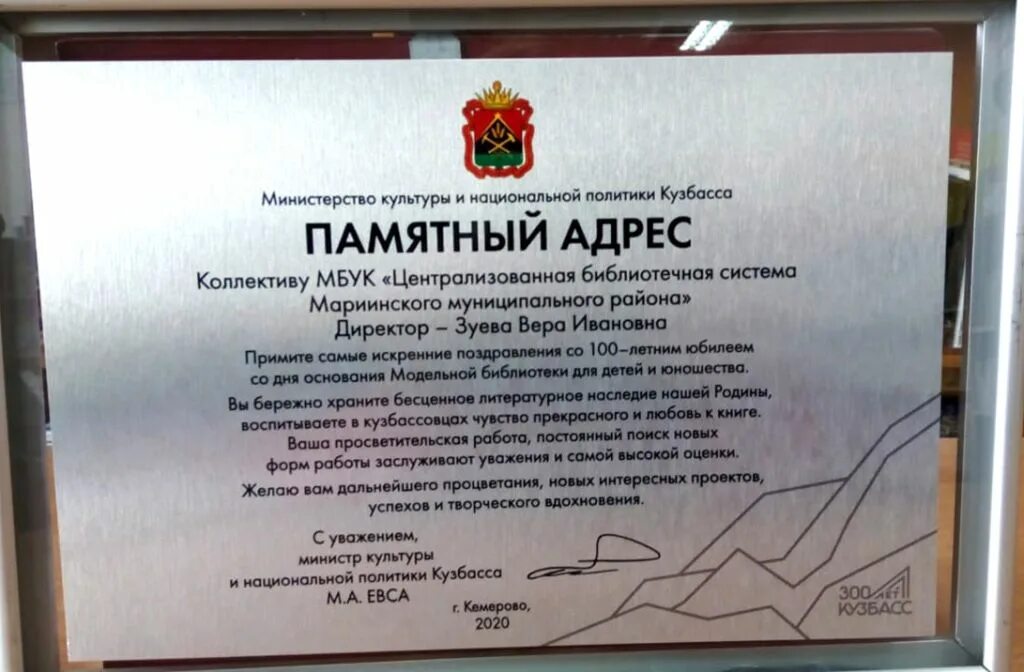 Министерство культуры и национальной политики Кузбасса
ПАМЯТНЫЙ АДРЕС
Коллективу МБУК «Централизованная библиотечная система
Мариинского муниципального района»
Директор – Зуева Вера Ивановна
Примите самые искренние поздравления со 100–летним юбилеем
со дня основания Модельной библиотеки для детей и юношества.
Вы бережно храните бесценное литературное наследие нашей Родины,
воспитываете в кузбассовцах чувство прекрасного и любовь к книге.
Ваша просветительская работа, постоянный поиск новых
форм работы заслуживают уважения и самой высокой оценки.
Желаю вам дальнейшего процветания, новых интересных проектов,
успехов и творческого вдохновения.
С уважением,
министр культуры
и национальной политики Кузбасса
М.А. ЕВСА
г. Кемерово,
2020
300 ЛЕТ
КУЗБАСС